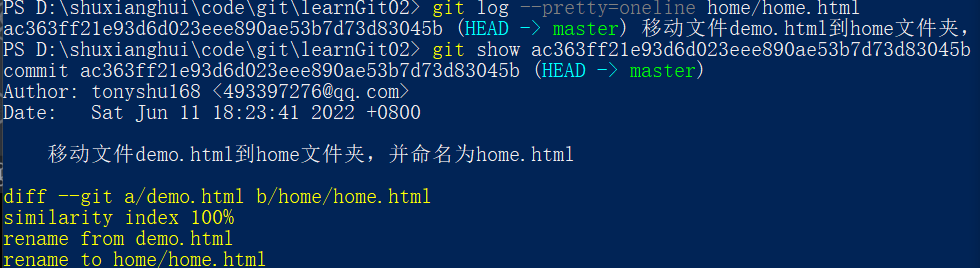 PS D:\shuxianghui\code\git\learnGit02> git log --pretty=oneline home/home.html
ac363ff21e93d6d023eee890ae53b7d73d83045b (HEAD -> master) 移动文件demo.html到home文件夹，
PS D:\shuxianghui\code\git\learnGit02> git show ac363ff21e93d6d023eee890ae53b7d73d83045b
commit ac363ff21e93d6d023eee890ae53b7d73d83045b (HEAD -> master)
Author: tonyshu168 <493397276@qq.com>
Date:   Sat Jun 11 18:23:41 2022 +0800
移动文件demo.html到home文件夹，并命名为home.html
diff --git a/demo.html b/home/home.html
similarity index 100%
rename from demo.html
rename to home/home.html